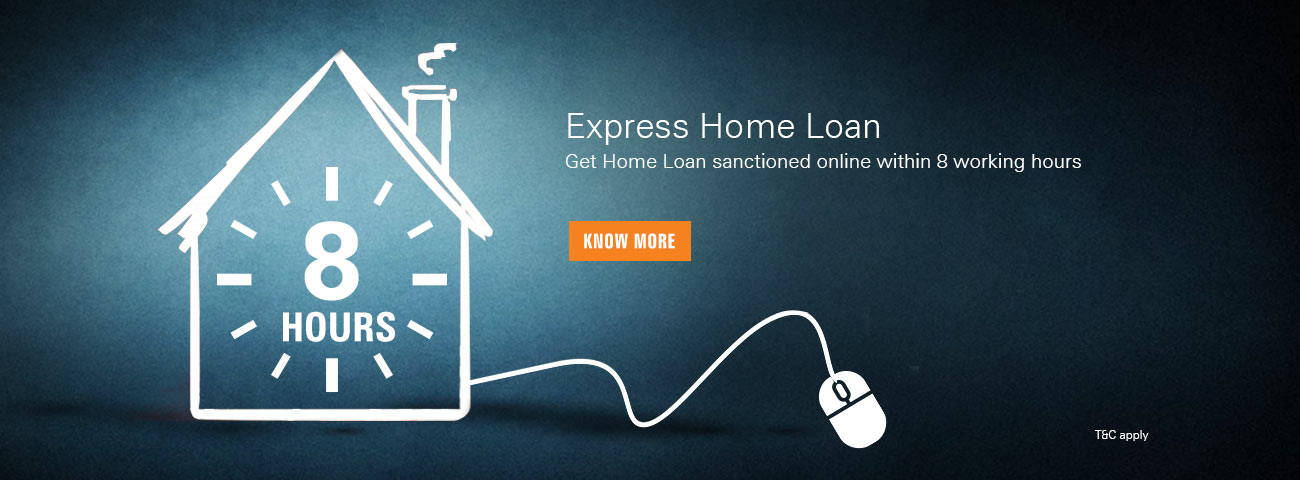 Express Home Loan
Get Home Loan sanctioned online within 8 working hours
8
HOURS
KNOW MORE
T&C apply